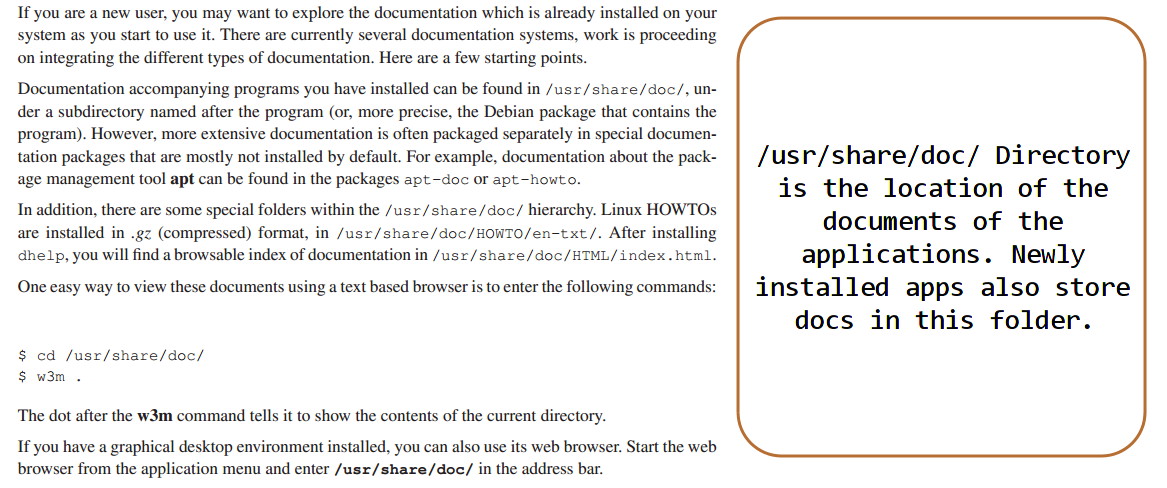 If you are a new user, you may want to explore the documentation which is already installed on your
system as you start to use it. There are currently several documentation systems, work is proceeding
on integrating the different types of documentation. Here are a few starting points.
Documentation accompanying programs you have installed can be found in /usr/share/doc/, un-
der a subdirectory named after the program (or, more precise, the Debian package that contains the
program). However, more extensive documentation is often packaged separately in special documen-
tation packages that are mostly not installed by default. For example, documentation about the pack-
age management tool apt can be found in the packages apt-doc or apt-howto.
In addition, there are some special folders within the /usr/share/doc/ hierarchy. Linux HOWTOs
are installed in .gz (compressed) format, in /usr/share/doc/HOWTO/en-txt/. After installing
dhelp, you will find a browsable index of documentation in /usr/share/doc/HTML/index.html.
One easy way to view these documents using a text based browser is to enter the following commands:
$ cd /usr/share/doc/
$ w3m .
The dot after the w3m command tells it to show the contents of the current directory.
If you have a graphical desktop environment installed, you can also use its web browser. Start the web
browser from the application menu and enter /usr/share/doc/ in the address bar.
/usr/share/doc/ Directory
is the location of the
documents of the
applications. Newly
installed apps also store
docs in this folder.